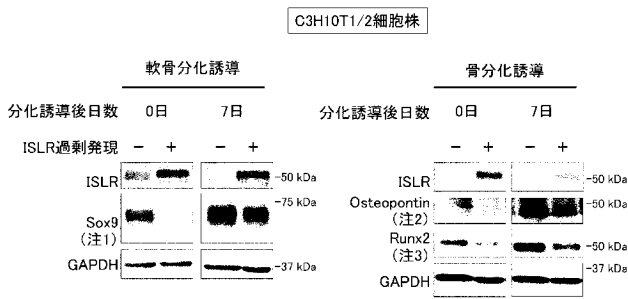 C3H10T1/2細胞株
軟骨分化誘導
分化誘導後日数 0日 7日
ISLR過剰発現 − + − +
ISLR -50 kDa
-75 kDa
Sox9
(注1)
GAPDH -37 kDa
骨分化誘導
分化誘導後日数 0日 7日
− + − +
ISLR -50 kDa
Osteopontin -50 kDa
(注2)
Runx2
(注3) -50 kDa
GAPDH -37 kDa